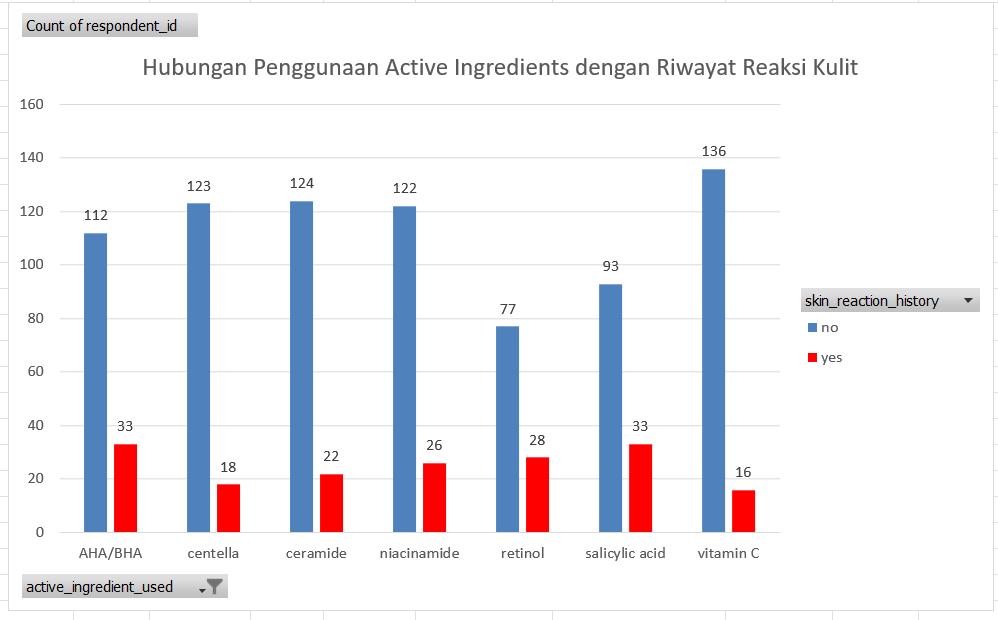 Count of respondent_id
Hubungan Penggunaan Active Ingredients dengan Riwayat Reaksi Kulit
160
140
120
100
80
60
40
20
0
112
33
123
18
124
22
122
26
77
28
93
33
136
16
AHA/BHA
centella
ceramide
niacinamide
retinol
salicylic acid
vitamin C
skin_reaction_history
no
yes
active_ingredient_used